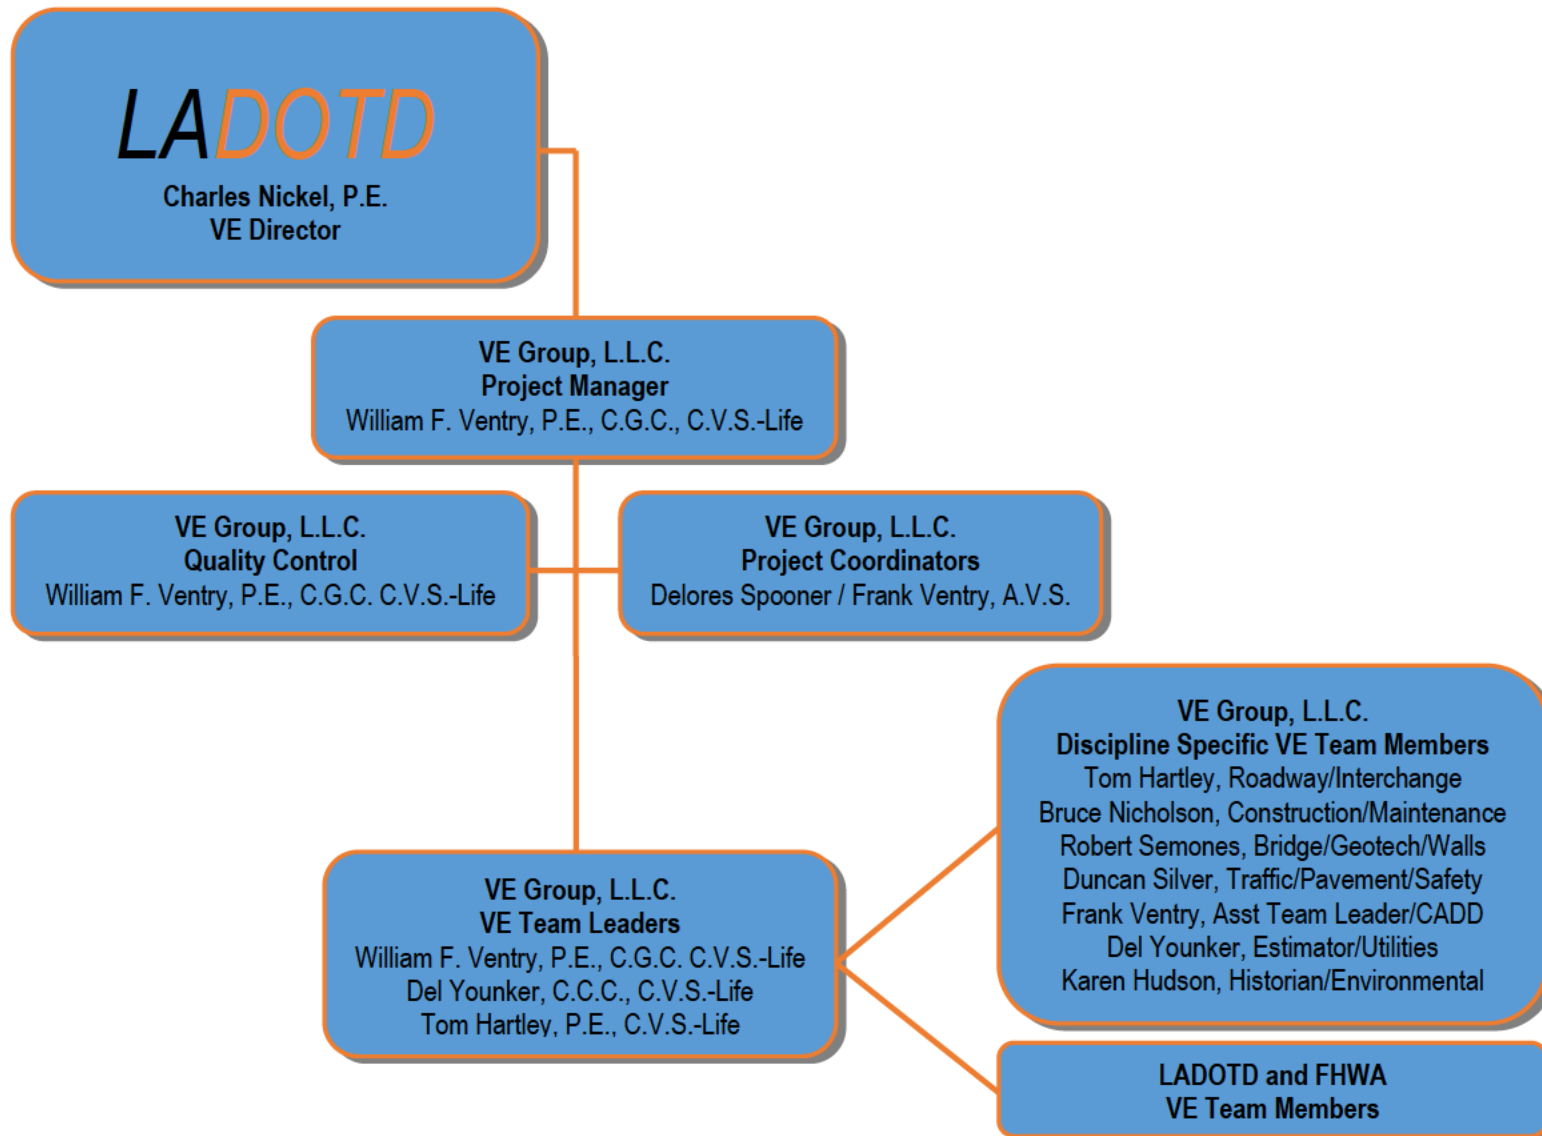 LADOTD
Charles Nickel, P.E.
VE Director
VE Group, L.L.C.
Project Manager
William F. Ventry, P.E., C.G.C., C.V.S.-Life
VE Group, L.L.C.
Quality Control
William F. Ventry, P.E., C.G.C. C.V.S.-Life
VE Group, L.L.C.
Project Coordinators
Delores Spooner / Frank Ventry, A.V.S.
VE Group, L.L.C.
VE Team Leaders
William F. Ventry, P.E., C.G.C. C.V.S.-Life
Del Younker, C.C.C., C.V.S.-Life
Tom Hartley, P.E., C.V.S.-Life
VE Group, L.L.C.
Discipline Specific VE Team Members
Tom Hartley, Roadway/Interchange
Bruce Nicholson, Construction/Maintenance
Robert Semones, Bridge/Geotech/Walls
Duncan Silver, Traffic/Pavement/Safety
Frank Ventry, Asst Team Leader/CADD
Del Younker, Estimator/Utilities
Karen Hudson, Historian/Environmental
LADOTD and FHWA
VE Team Members